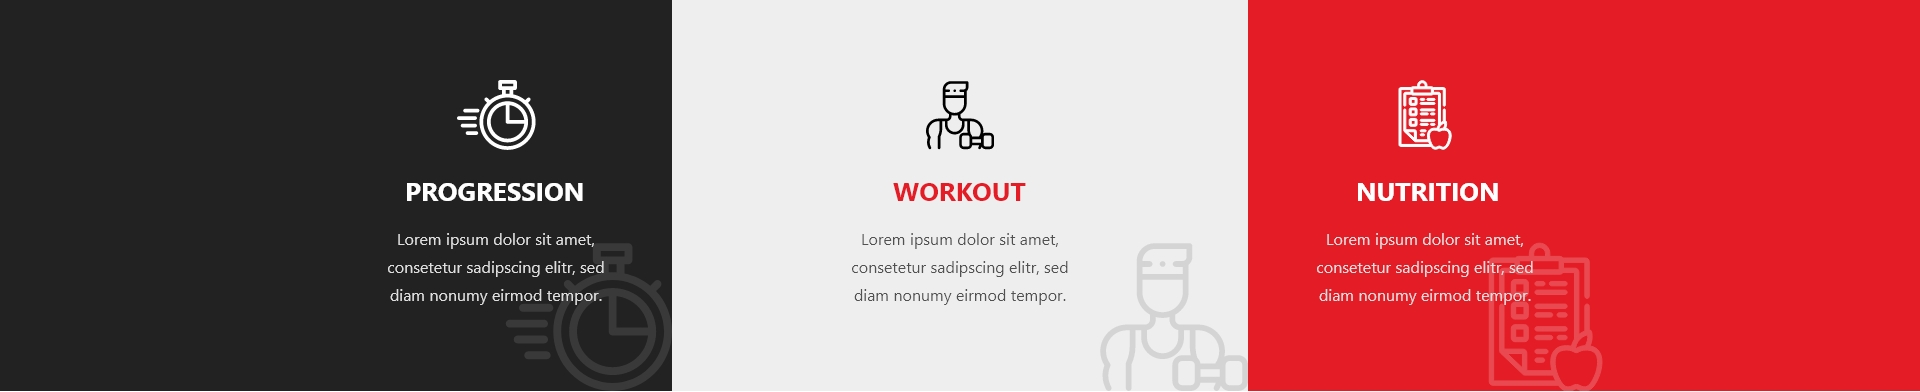 PROGRESSION
Lorem ipsum dolor sit amet,
consetetur sadipscing elitr, sed
diam nonumy eirmod tempor.
WORKOUT
Lorem ipsum dolor sit amet,
consetetur sadipscing elitr, sed
diam nonumy eirmod tempor.
NUTRITION
Lorem ipsum dolor sit amet,
consetetur sadipscing elitr, sed
diam nonumy eirmod tempor.